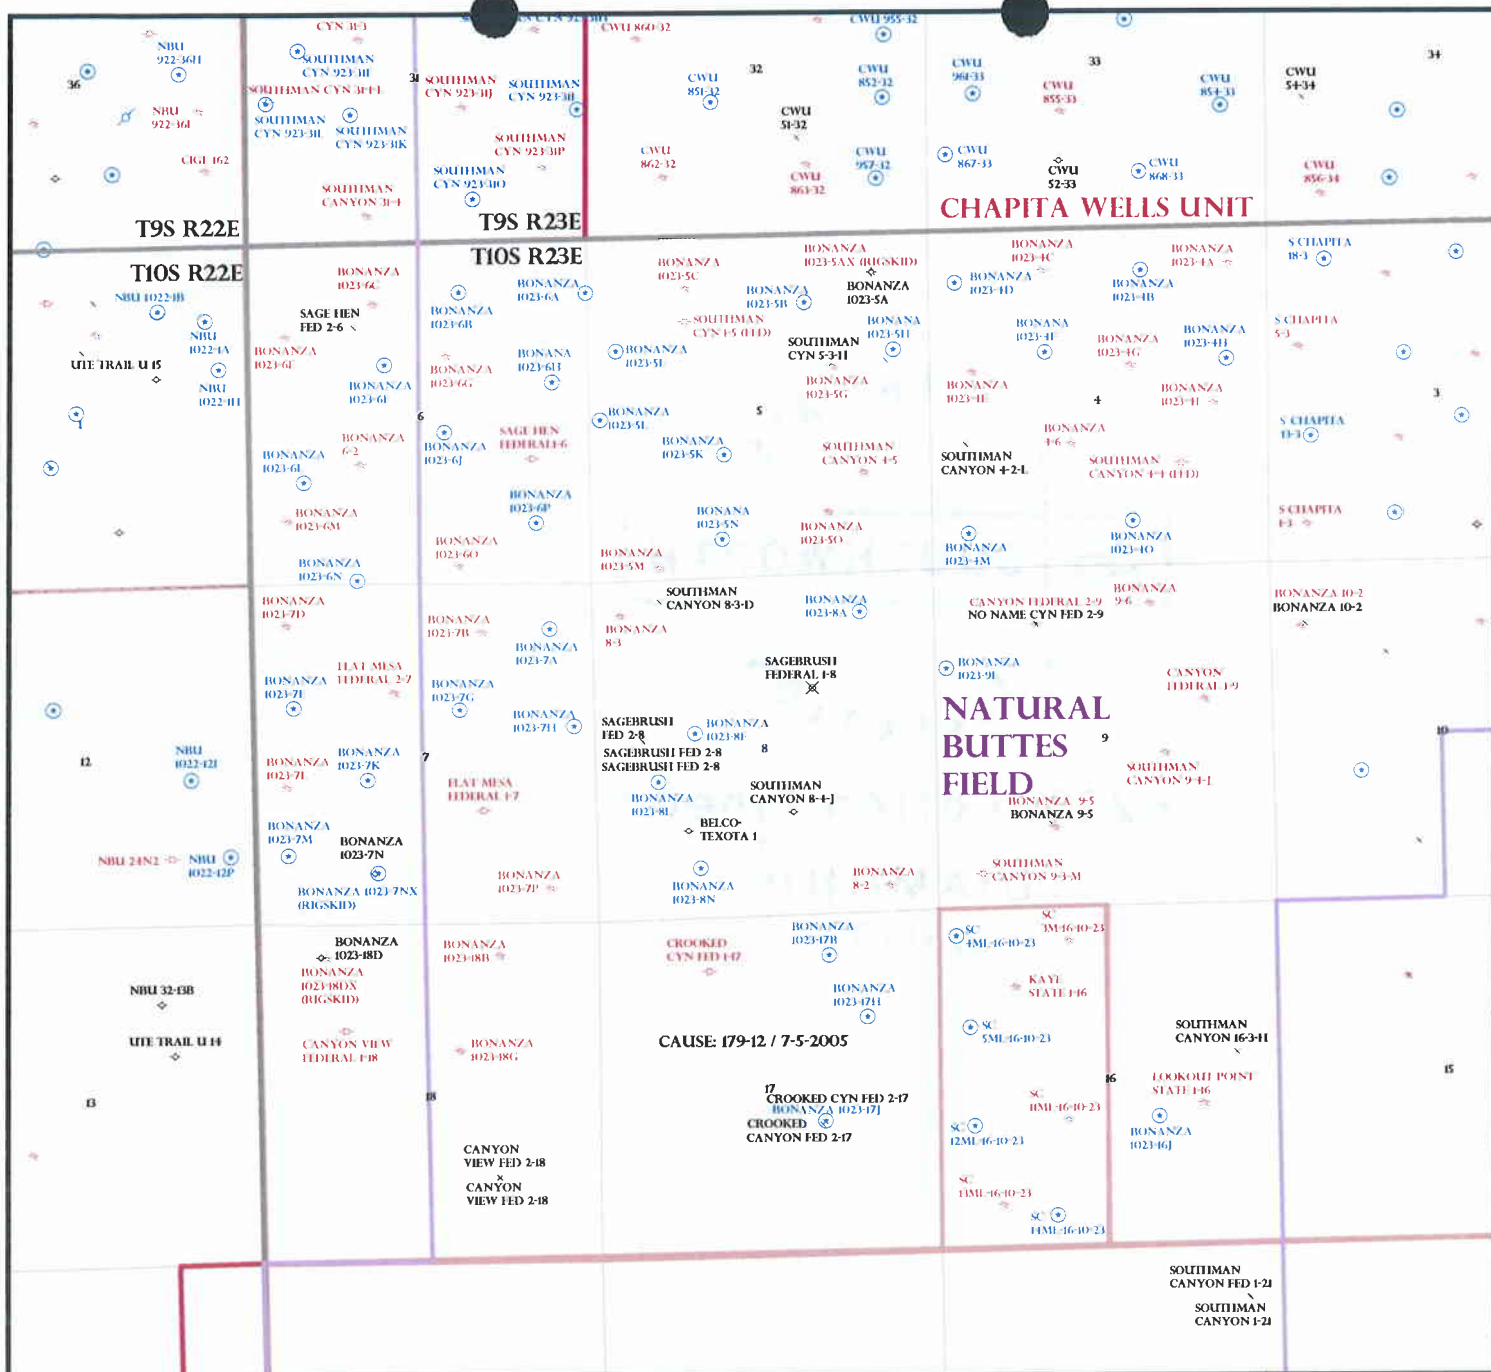 CYN 31-3
SOUTHMAN CYN 923-31B
CWU 860-32
CWU 955-32
NBU
922-36H
36
NBU
922-36I
CIGE 162
T9S R22E
SOUTHMAN
CYN 923-31I
SOUTHMAN CYN 31-1-L
SOUTHMAN
CYN 923-31L
SOUTHMAN
CYN 923-31K
SOUTHMAN
CANYON 31-4
31
SOUTHMAN
CYN 923-31J
SOUTHMAN
CYN 923-31I
SOUTHMAN
CYN 923-31P
SOUTHMAN
CYN 923-31O
T9S R23E
32
CWU
851-32
CWU
852-32
CWU
51-32
CWU
862-32
CWU
863-32
CWU
957-32
33
CWU
961-33
CWU
855-33
CWU
854-33
CWU
867-33
CWU
52-33
CWU
868-33
34
CWU
54-34
CWU
856-34
CHAPITA WELLS UNIT
T10S R22E
NBU 1022-1B
NBU
1022-1A
UTE TRAIL U 15
NBU
1022-1H
T10S R23E
BONANZA
1023-6C
SAGE HEN
FED 2-6
BONANZA
1023-6E
BONANZA
1023-6F
BONANZA
6-2
BONANZA
1023-6L
BONANZA
1023-6M
BONANZA
1023-6N
BONANZA
1023-6A
BONANZA
1023-6B
BONANA
1023-6H
BONANZA
1023-6G
6
SAGE HEN
FEDERAL 1-6
BONANZA
1023-6J
BONANZA
1023-6P
BONANZA
1023-6O
BONANZA
1023-5C
BONANZA
1023-5AX (RIGSKID)
BONANZA
1023-5A
BONANZA
1023-5B
SOUTHMAN
CYN 1-5 (FED)
BONANA
1023-5H
SOUTHMAN
CYN 5-3-H
BONANZA
1023-5E
BONANZA
1023-5G
BONANZA
1023-5L
5
BONANZA
1023-5K
SOUTHMAN
CANYON 4-5
BONANA
1023-5N
BONANZA
1023-5O
BONANZA
1023-5M
BONANZA
1023-4C
BONANZA
1023-4A
BONANZA
1023-4D
BONANZA
1023-4B
BONANA
1023-4F
BONANZA
1023-4G
BONANZA
1023-4H
BONANZA
1023-4E
BONANZA
1023-4I
4
BONANZA
4-6
SOUTHMAN
CANYON 4-2-L
SOUTHMAN
CANYON 4-4 (FED)
BONANZA
1023-4M
BONANZA
1023-4O
S CHAPITA
18-3
S CHAPITA
5-3
3
S CHAPITA
13-3
S CHAPITA
1-3
BONANZA
1023-7D
FLAT MESA
FEDERAL 2-7
BONANZA
1023-7E
BONANZA
1023-7L
BONANZA
1023-7K
BONANZA
1023-7M
BONANZA
1023-7N
BONANZA 1023-7NX
(RIGSKID)
BONANZA
1023-7B
BONANZA
1023-7A
BONANZA
1023-7G
BONANZA
1023-7H
7
FLAT MESA
FEDERAL 1-7
BONANZA
1023-7P
12
NBU
1022-12I
NBU 24N2
NBU
1022-12P
SOUTHMAN
CANYON 8-3-D
BONANZA
8-3
BONANZA
1023-8A
SAGEBRUSH
FEDERAL 1-8
SAGEBRUSH
FED 2-8
BONANZA
1023-8F
SAGEBRUSH FED 2-8
SAGEBRUSH FED 2-8
8
BONANZA
1023-8L
SOUTHMAN
CANYON 8-4-J
BELCO-
TEXOTA 1
BONANZA
1023-8N
BONANZA
8-2
CANYON FEDERAL 2-9
NO NAME CYN FED 2-9
BONANZA
9-6
BONANZA
1023-9E
CANYON
FEDERAL 1-9
NATURAL
BUTTES
FIELD
9
SOUTHMAN
CANYON 9-4-J
BONANZA 9-5
BONANZA 9-5
SOUTHMAN
CANYON 9-3-M
BONANZA 10-2
BONANZA 10-2
10
NBU 32-13B
UTE TRAIL U 14
13
BONANZA
1023-18D
BONANZA
1023-18DX
(RIGSKID)
CANYON VIEW
FEDERAL 1-18
BONANZA
1023-18B
BONANZA
1023-18G
18
CANYON
VIEW FED 2-18
CANYON
VIEW FED 2-18
CROOKED
CYN FED 1-17
BONANZA
1023-17B
BONANZA
1023-17H
CAUSE: 179-12 / 7-5-2005
17
CROOKED CYN FED 2-17
BONANZA 1023-17J
CROOKED
CANYON FED 2-17
SC
3M-16-10-23
SC
4ML-16-10-23
KAYE
STATE 1-16
SC
5ML-16-10-23
SC
11ML-16-10-23
SC
12ML-16-10-23
SC
13ML-16-10-23
SC
14ML-16-10-23
SOUTHMAN
CANYON 16-3-H
16
LOOKOUT POINT
STATE 1-16
BONANZA
1023-16J
15
SOUTHMAN
CANYON FED 1-21
SOUTHMAN
CANYON 1-21